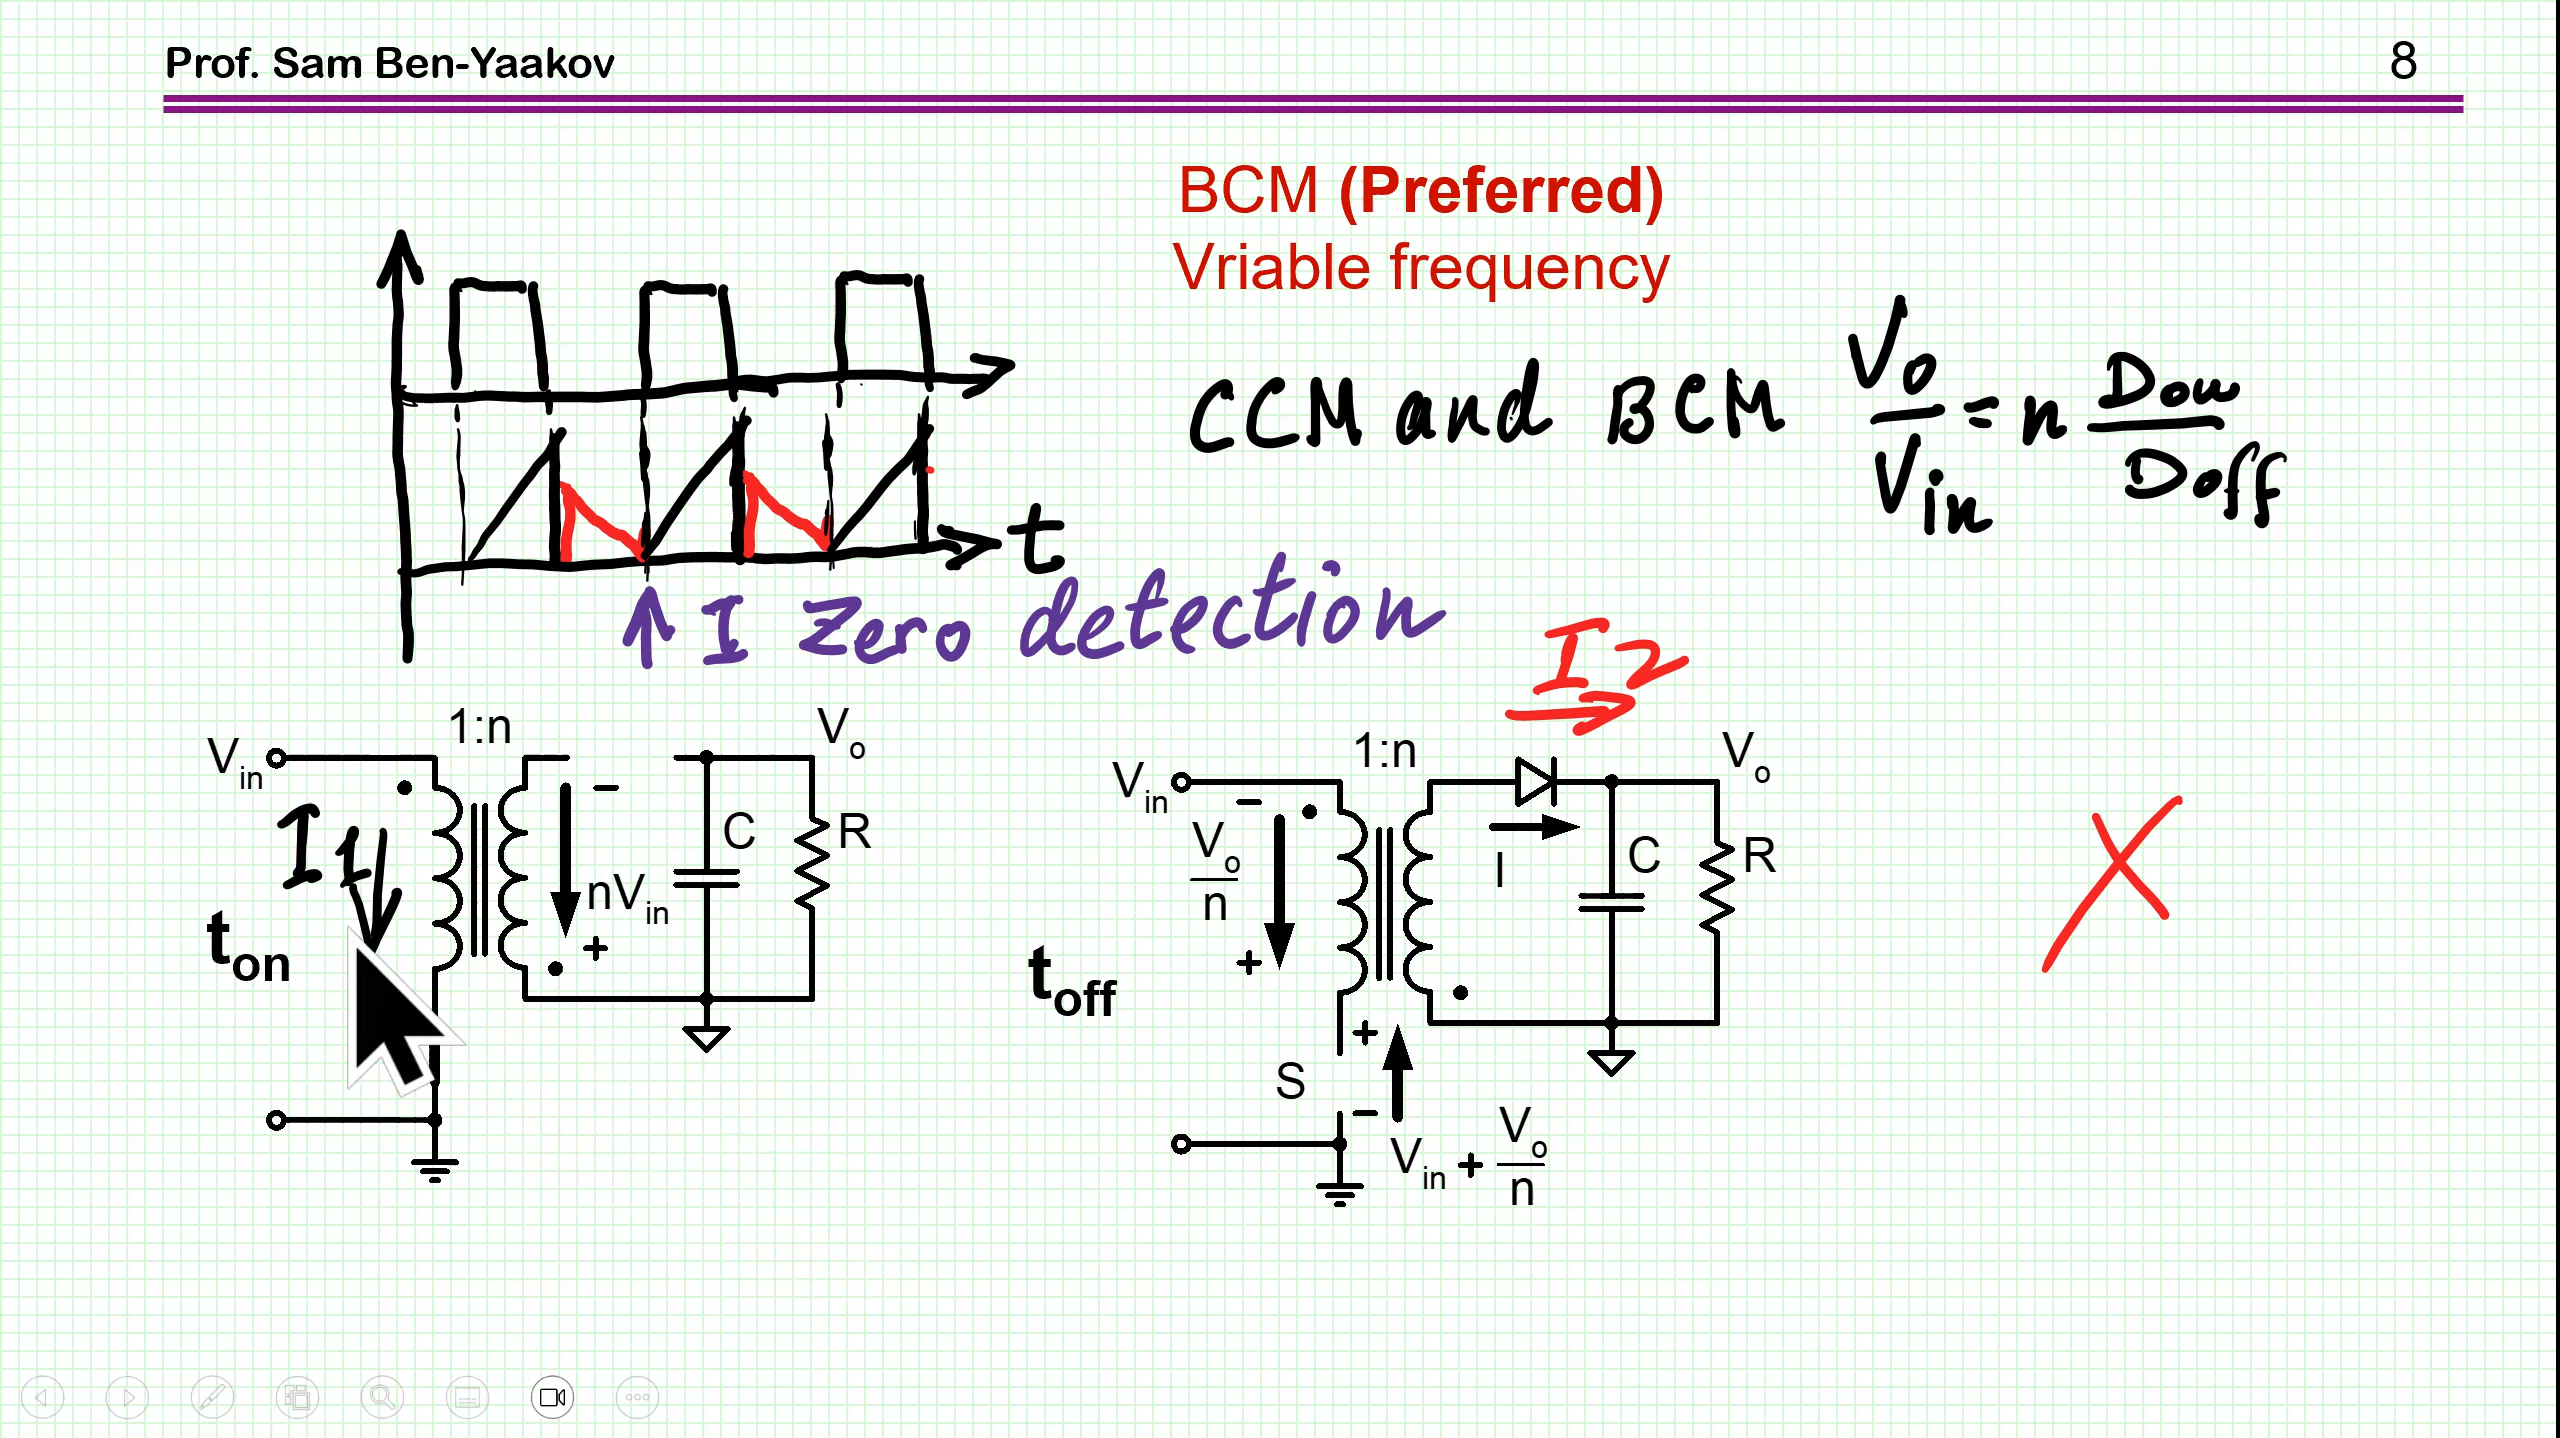 Prof. Sam Ben-Yaakov
8
BCM (Preferred)
Vriable frequency
CCM and BCM Vo/Vin = n Don/Doff
t
↑ I Zero detection
I2
Vin
1:n
Vo
I1
- nVin +
C
R
ton
Vin
1:n
Vo
- Vo/n +
I
C
R
toff
S
+ -
Vin + Vo/n
X